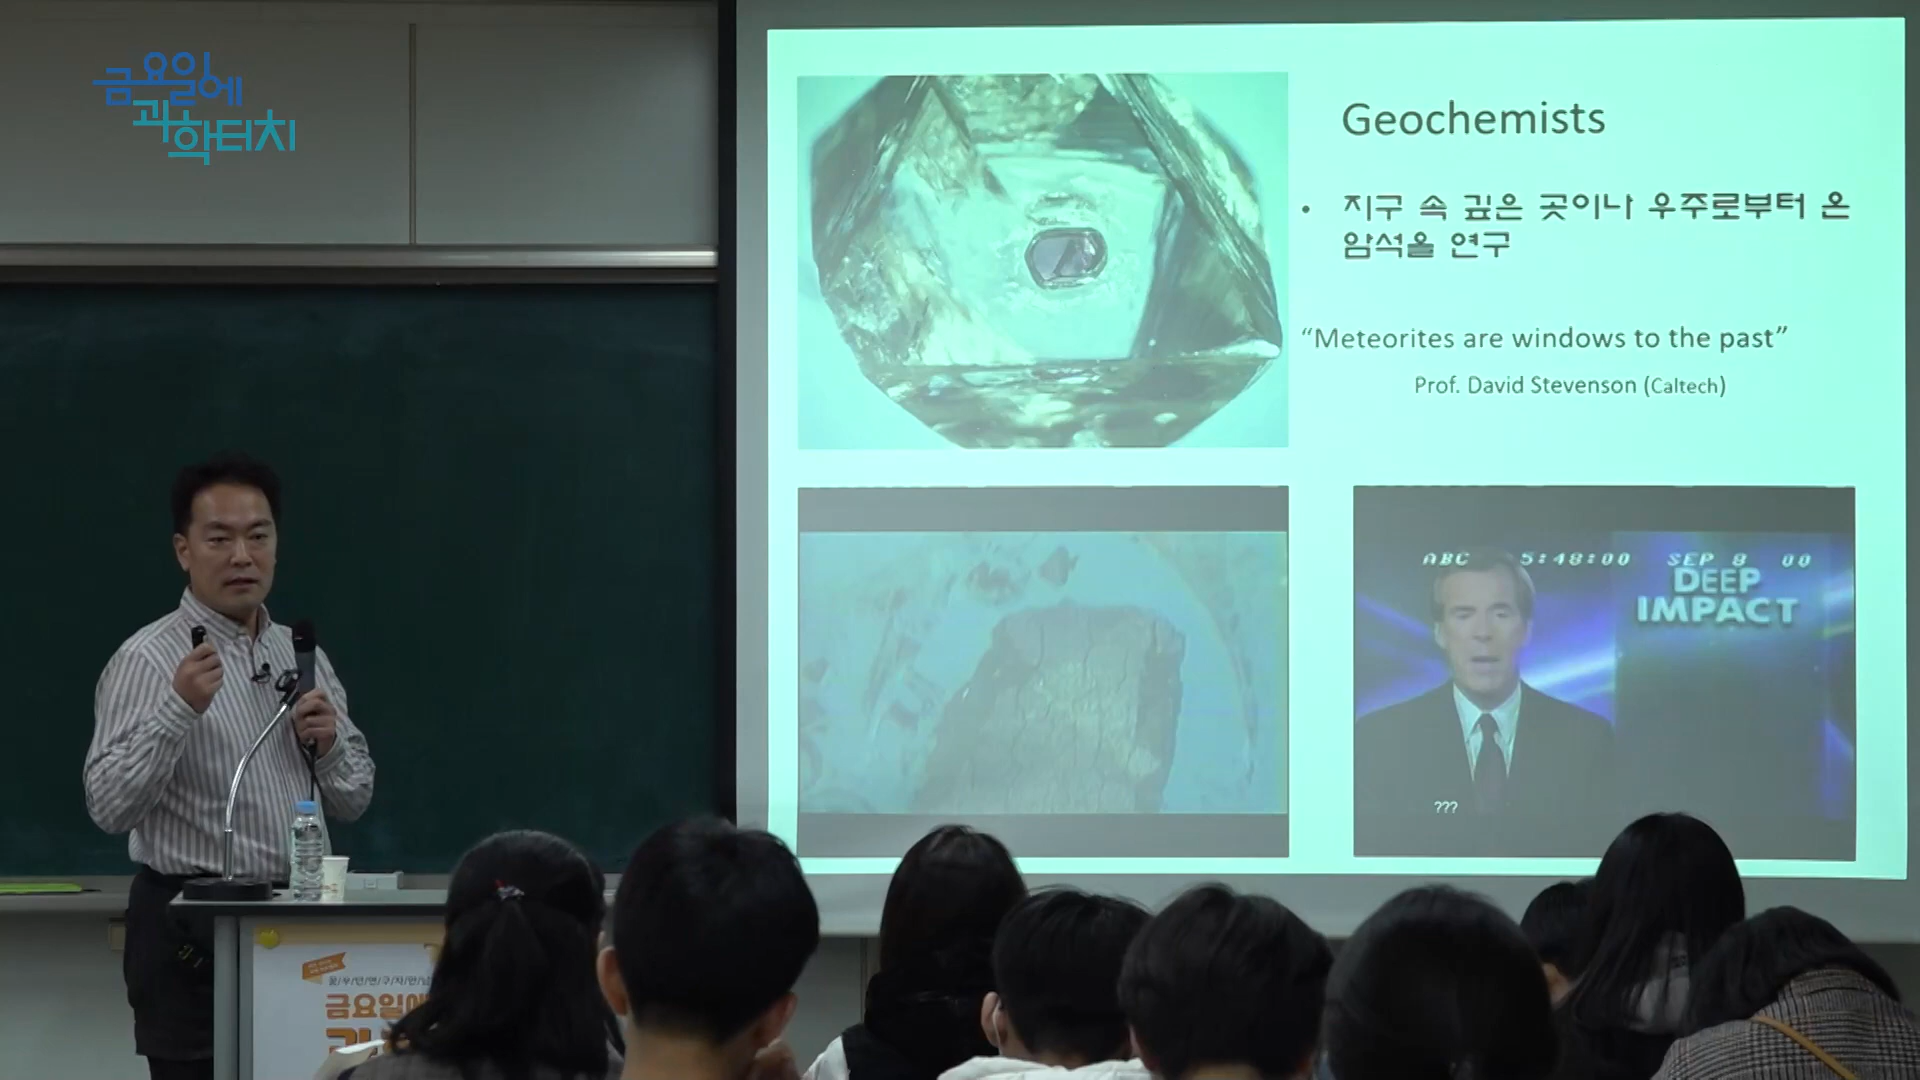 금요일에
과학터치
Geochemists
• 지구 속 깊은 곳이나 우주로부터 온
암석을 연구
“Meteorites are windows to the past”
Prof. David Stevenson (Caltech)
ABC 5:48:00 SEP 8 00
DEEP
IMPACT
???
금요일에